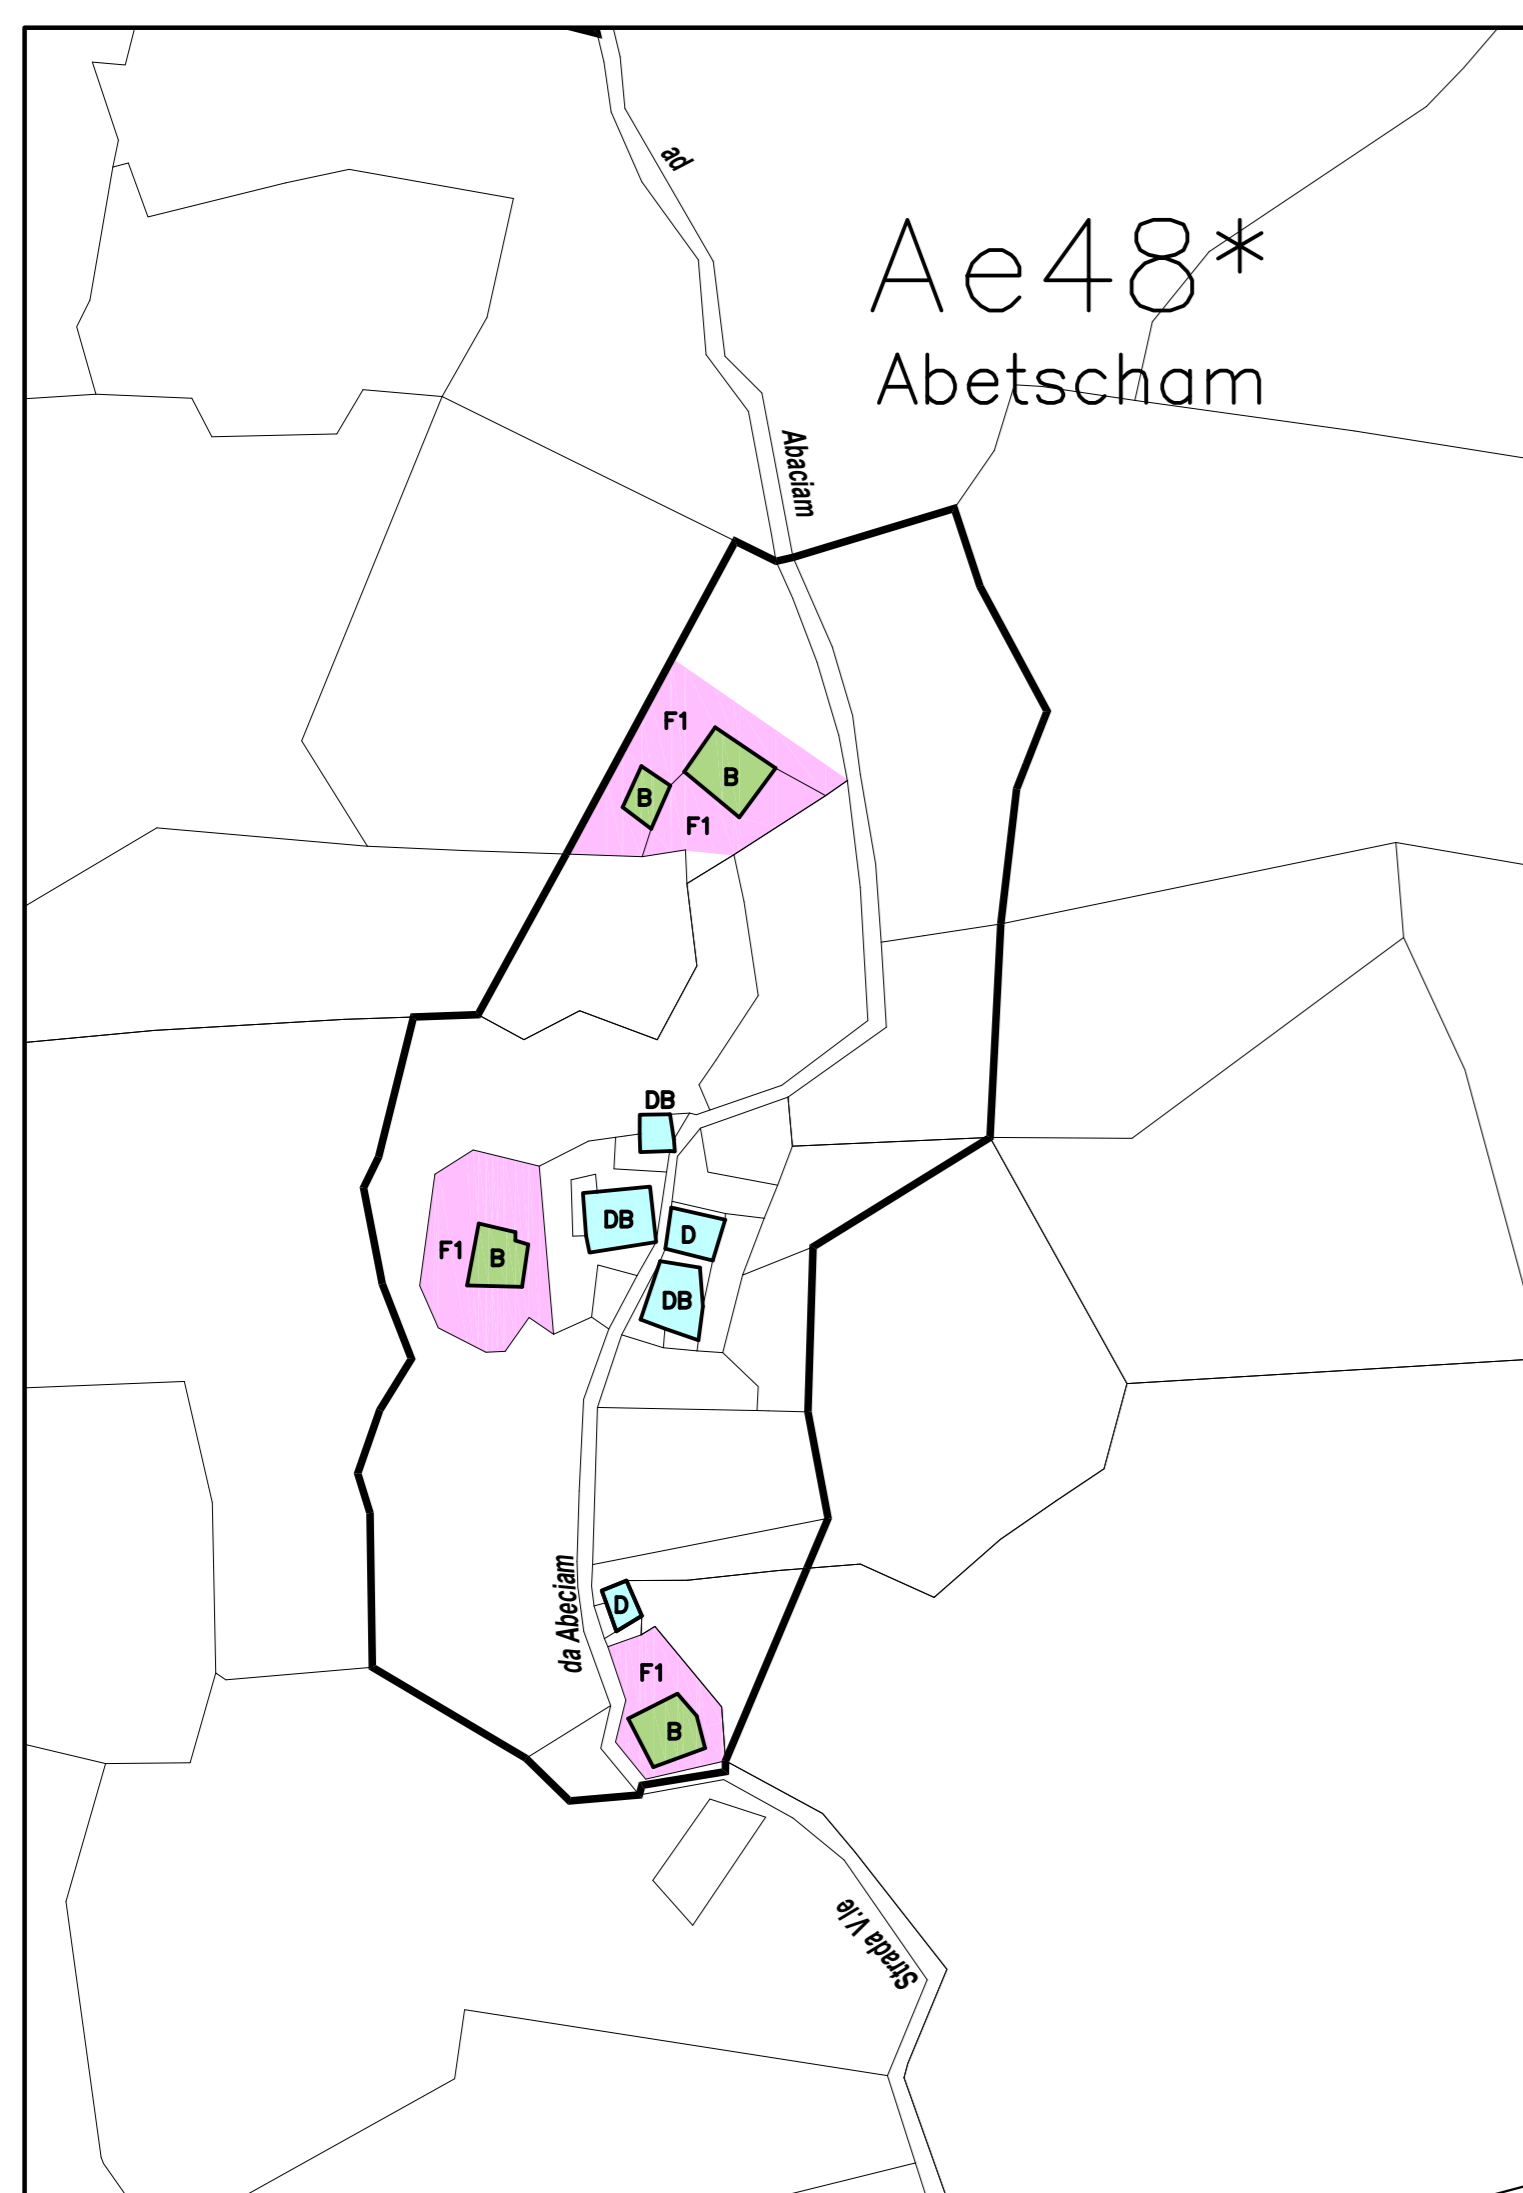 ad
Ae48*
Abetscham
Abaciam
F1
B
B
F1
DB
DB
D
F1
B
DB
da Abeciam
D
F1
B
Strada V.le